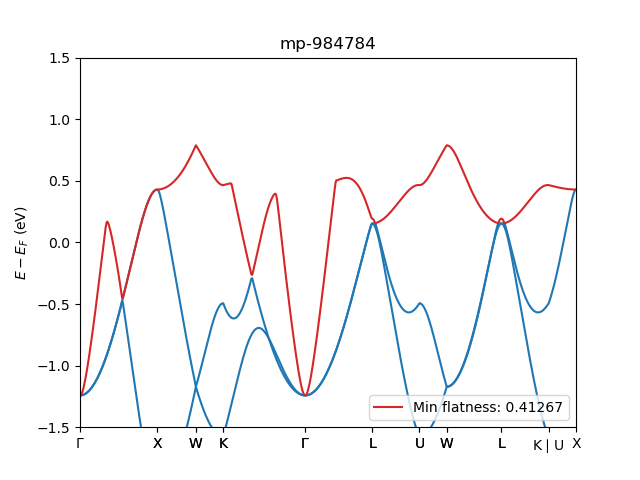 mp-984784
1.5
1.0
0.5
0.0
−0.5
−1.0
−1.5
E − E_F (eV)
Min flatness: 0.41267
Γ X W K Γ L U W L K | U X